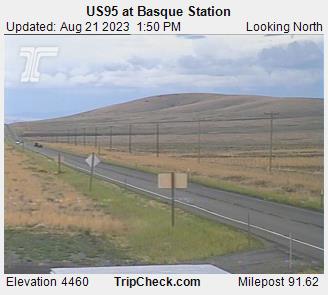 US95 at Basque Station
Updated: Aug 21 2023 1:50 PM Looking North
Elevation 4460 TripCheck.com Milepost 91.62